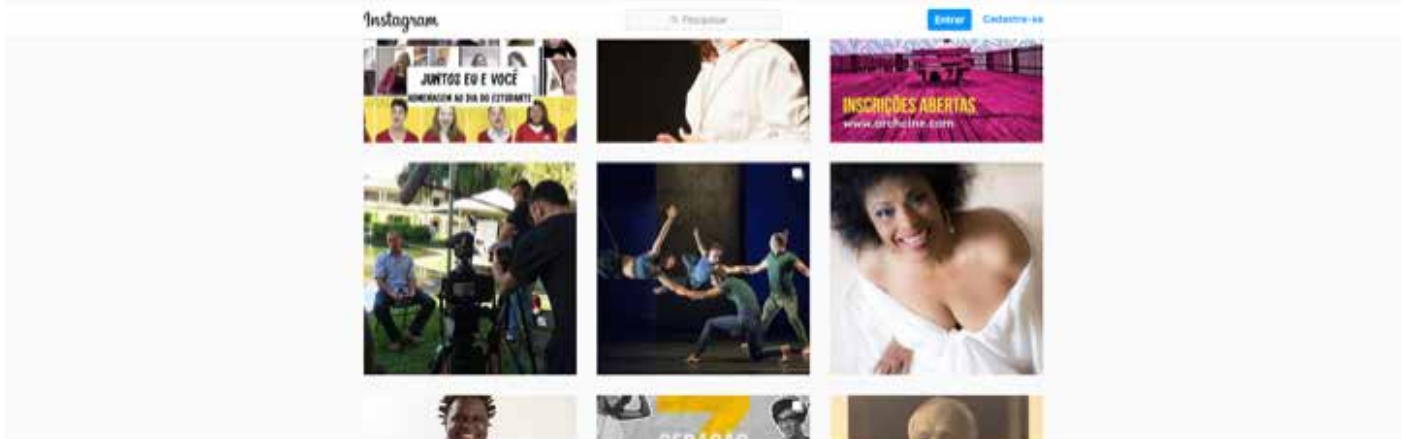 Instagram
Pesquisar
Entrar
Cadastre-se
JUNTOS EU E VOCÊ
HOMENAGEM AO DIA DO ESTUDANTE
INSCRIÇÕES ABERTAS
www.archcine.com